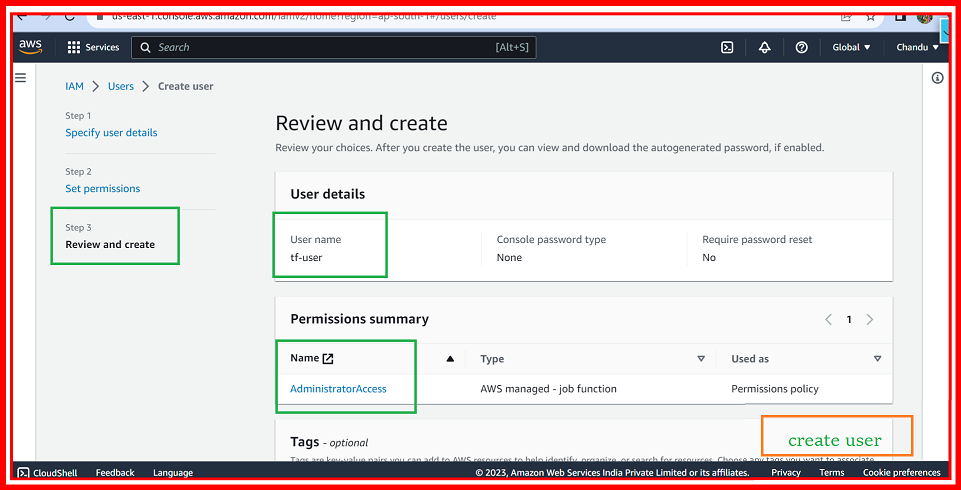 us-east-1.console.aws.amazon.com/iamv2/home?region=ap-south-1#/users/create
aws
Services
Search
[Alt+S]
Global
Chandu
IAM > Users > Create user
Step 1
Specify user details
Step 2
Set permissions
Step 3
Review and create
Review and create
Review your choices. After you create the user, you can view and download the autogenerated password, if enabled.
User details
User name
tf-user
Console password type
None
Require password reset
No
Permissions summary
1
Name
Type
Used as
AdministratorAccess
AWS managed - job function
Permissions policy
Tags - optional
create user
Tags are key-value pairs you can add to AWS resources to help identify, organize, or search for resources. Choose any tags you want to associate
CloudShell
Feedback
Language
© 2023, Amazon Web Services India Private Limited or its affiliates.
Privacy
Terms
Cookie preferences